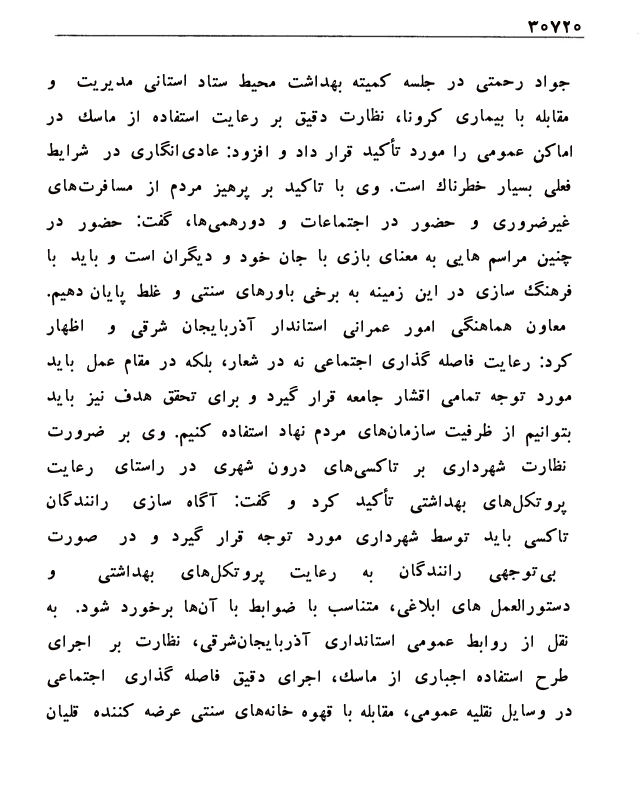 ۳۰۷۲۰
جواد رحمتی در جلسه کمیته بهداشت محیط ستاد استانی مدیریت و
مقابله با بیماری کرونا، نظارت دقیق بر رعایت استفاده از ماسک در
اماکن عمومی را مورد تأکید قرار داد و افزود: عادی‌انگاری در شرایط
فعلی بسیار خطرناک است. وی با تاکید بر پرهیز مردم از مسافرت‌های
غیرضروری و حضور در اجتماعات و دورهمی‌ها، گفت: حضور در
چنین مراسم هایی به معنای بازی با جان خود و دیگران است و باید با
فرهنگ سازی در این زمینه به برخی باورهای سنتی و غلط پایان دهیم.
معاون هماهنگی امور عمرانی استاندار آذربایجان شرقی و اظهار
کرد: رعایت فاصله گذاری اجتماعی نه در شعار، بلکه در مقام عمل باید
مورد توجه تمامی اقشار جامعه قرار گیرد و برای تحقق هدف نیز باید
بتوانیم از ظرفیت سازمان‌های مردم نهاد استفاده کنیم. وی بر ضرورت
نظارت شهرداری بر تاکسی‌های درون شهری در راستای رعایت
پروتکل‌های بهداشتی تأکید کرد و گفت: آگاه سازی رانندگان
تاکسی باید توسط شهرداری مورد توجه قرار گیرد و در صورت
بی‌توجهی رانندگان به رعایت پروتکل‌های بهداشتی و
دستورالعمل های ابلاغی، متناسب با ضوابط با آن‌ها برخورد شود. به
نقل از روابط عمومی استانداری آذربایجان‌شرقی، نظارت بر اجرای
طرح استفاده اجباری از ماسک، اجرای دقیق فاصله گذاری اجتماعی
در وسایل نقلیه عمومی، مقابله با قهوه خانه‌های سنتی عرضه کننده قلیان